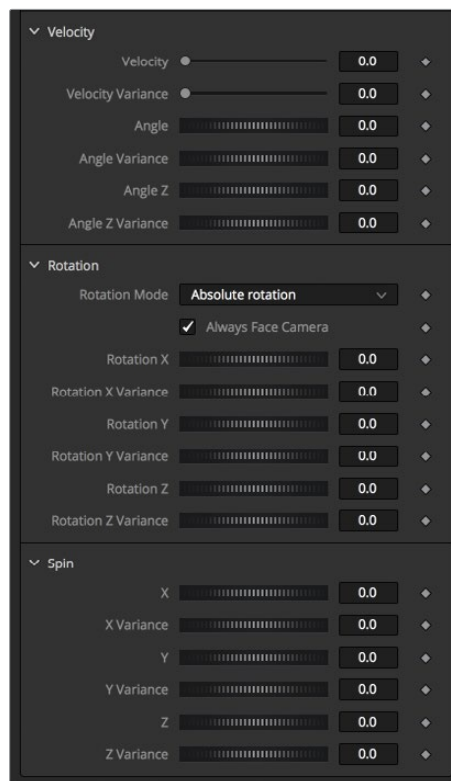 Velocity
Velocity 0.0
Velocity Variance 0.0
Angle 0.0
Angle Variance 0.0
Angle Z 0.0
Angle Z Variance 0.0
Rotation
Rotation Mode Absolute rotation
Always Face Camera
Rotation X 0.0
Rotation X Variance 0.0
Rotation Y 0.0
Rotation Y Variance 0.0
Rotation Z 0.0
Rotation Z Variance 0.0
Spin
X 0.0
X Variance 0.0
Y 0.0
Y Variance 0.0
Z 0.0
Z Variance 0.0